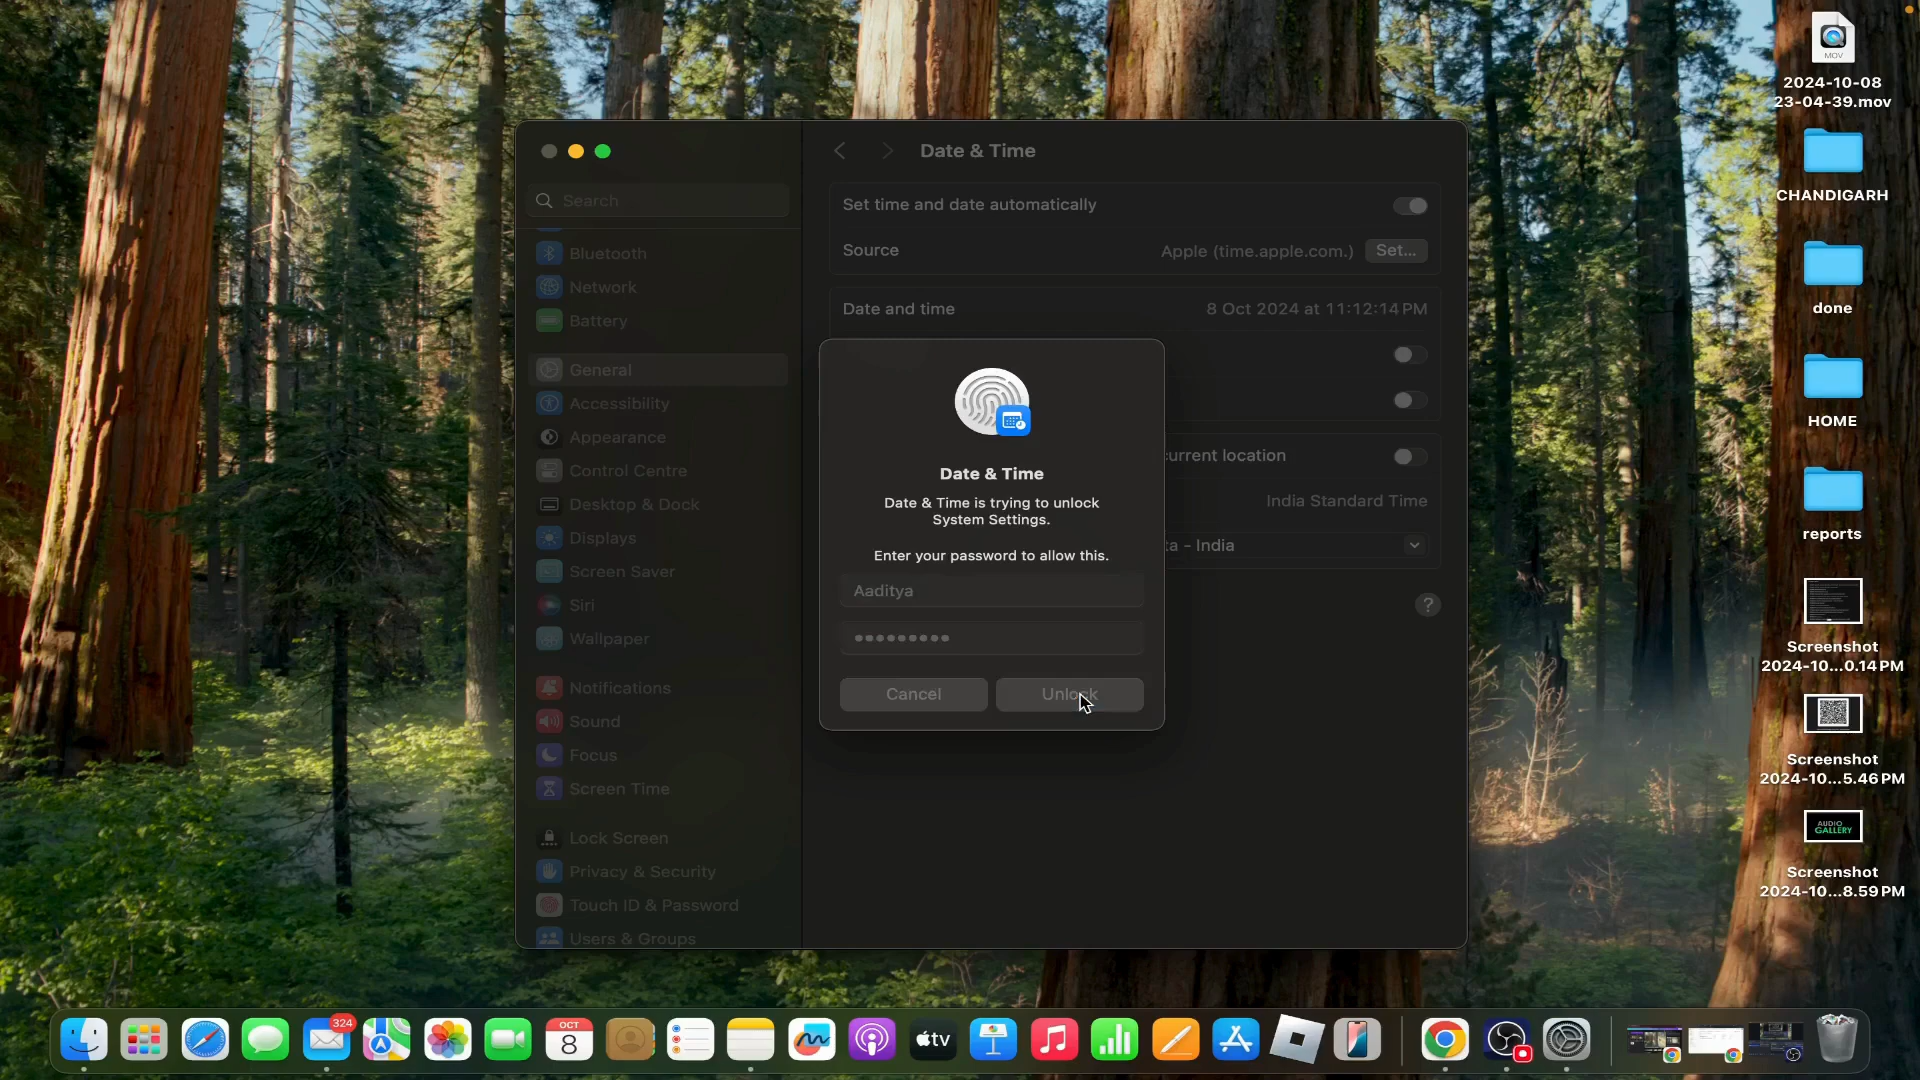 Date & Time
Search
Bluetooth
Network
Battery
General
Accessibility
Appearance
Control Centre
Desktop & Dock
Displays
Screen Saver
Siri
Wallpaper
Notifications
Sound
Focus
Screen Time
Lock Screen
Privacy & Security
Touch ID & Password
Users & Groups
Set time and date automatically
Source
Apple (time.apple.com.)
Set...
Date and time
8 Oct 2024 at 11:12:14 PM
current location
India Standard Time
ta - India
?
Date & Time
Date & Time is trying to unlock
System Settings.
Enter your password to allow this.
Aaditya
Cancel
Unlock
MOV
2024-10-08
23-04-39.mov
CHANDIGARH
done
HOME
reports
Screenshot
2024-10...0.14 PM
Screenshot
2024-10...5.46 PM
AUDIO
GALLERY
Screenshot
2024-10...8.59 PM
324
OCT
8
tv